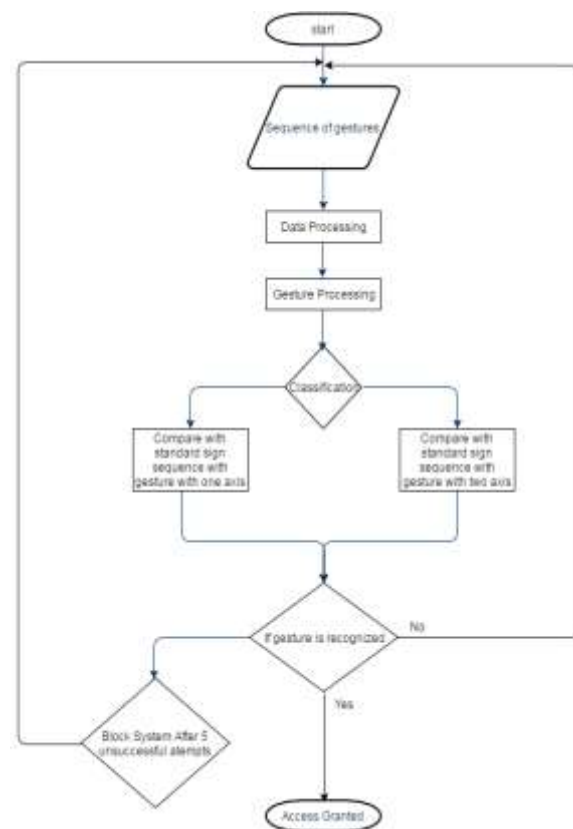 start
Sequence of gestures
Data Processing
Gesture Processing
Classification
Compare with
standard sign
sequence with
gesture with one axis
Compare with
standard sign
sequence with
gesture with two axis
If gesture is recognized
No
Yes
Block System After 5
unsuccessful atempts
Access Granted